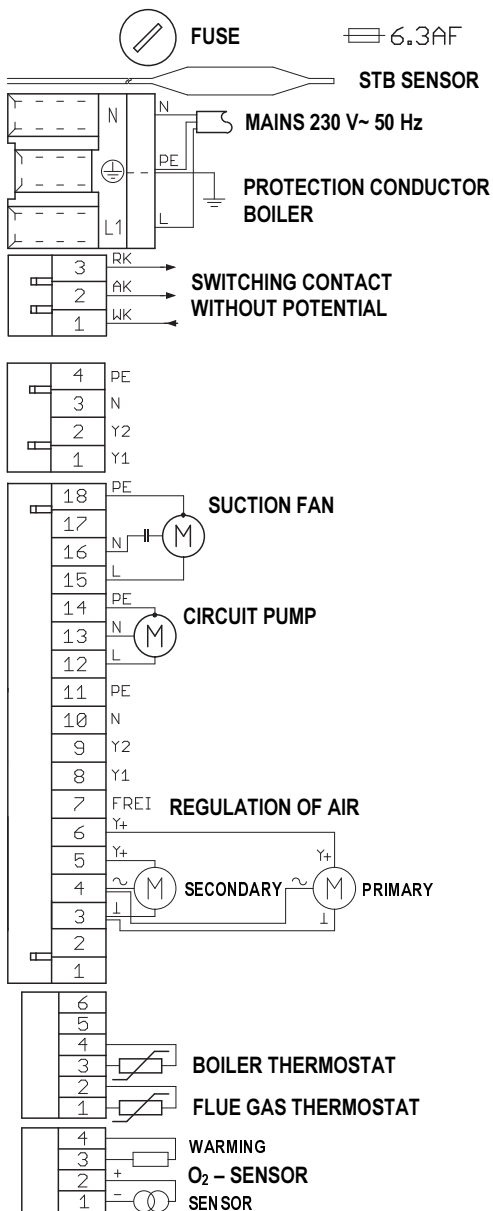 FUSE 6.3AF
STB SENSOR
N N
MAINS 230 V~ 50 Hz
PE
PROTECTION CONDUCTOR
BOILER
L1 L
3 RK
SWITCHING CONTACT
2 AK
WITHOUT POTENTIAL
1 WK
4 PE
3 N
2 Y2
1 Y1
18 PE
SUCTION FAN
17
16 N M
15 L
14 PE
CIRCUIT PUMP
13 N M
12 L
11 PE
10 N
9 Y2
8 Y1
7 FREI REGULATION OF AIR
6 Y+
5 Y+ Y+
4 ~ M SECONDARY ~ M PRIMARY
3 ⊥ ⊥
2
1
6
5
4
3 BOILER THERMOSTAT
2
1 FLUE GAS THERMOSTAT
4 WARMING
3
2 + O₂ – SENSOR
1 - SENSOR